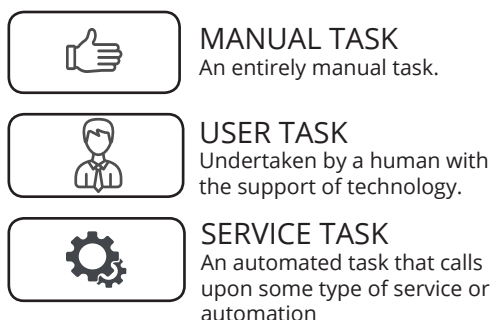 MANUAL TASK
An entirely manual task.
USER TASK
Undertaken by a human with
the support of technology.
SERVICE TASK
An automated task that calls
upon some type of service or
automation